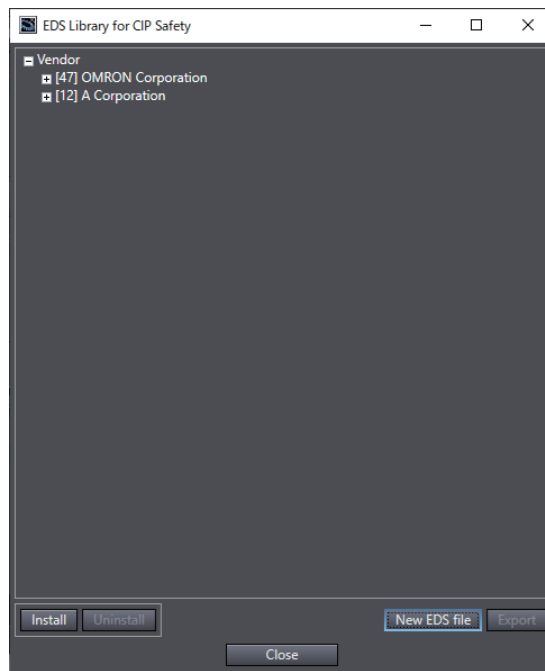 EDS Library for CIP Safety
Vendor
[47] OMRON Corporation
[12] A Corporation
Install Uninstall New EDS file Export
Close